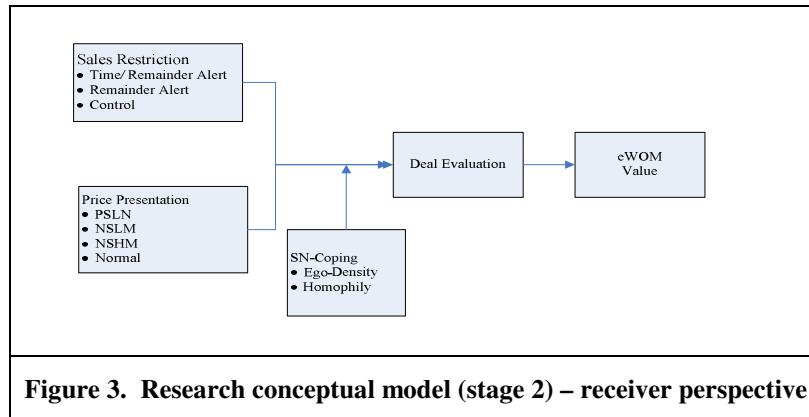 Sales Restriction
● Time/ Remainder Alert
● Remainder Alert
● Control
Price Presentation
● PSLN
● NSLM
● NSHM
● Normal
SN-Coping
● Ego-Density
● Homophily
Deal Evaluation
eWOM
Value
Figure 3. Research conceptual model (stage 2) – receiver perspective